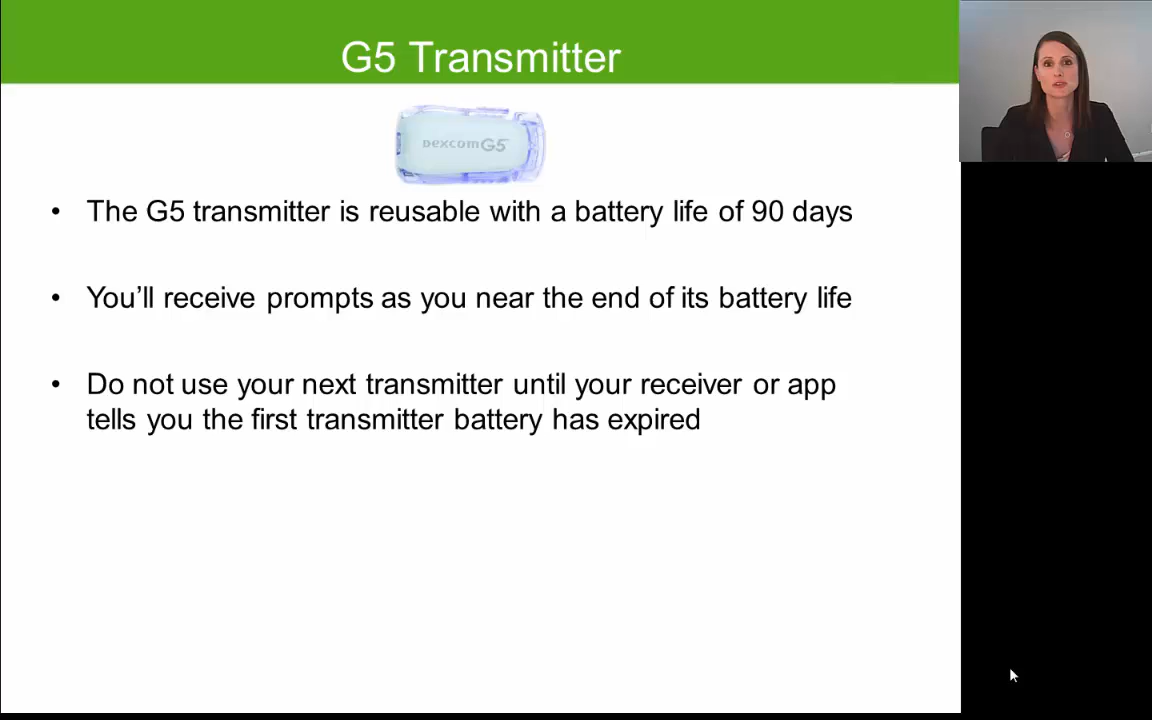 G5 Transmitter
Dexcom G5
• The G5 transmitter is reusable with a battery life of 90 days
• You’ll receive prompts as you near the end of its battery life
• Do not use your next transmitter until your receiver or app
tells you the first transmitter battery has expired